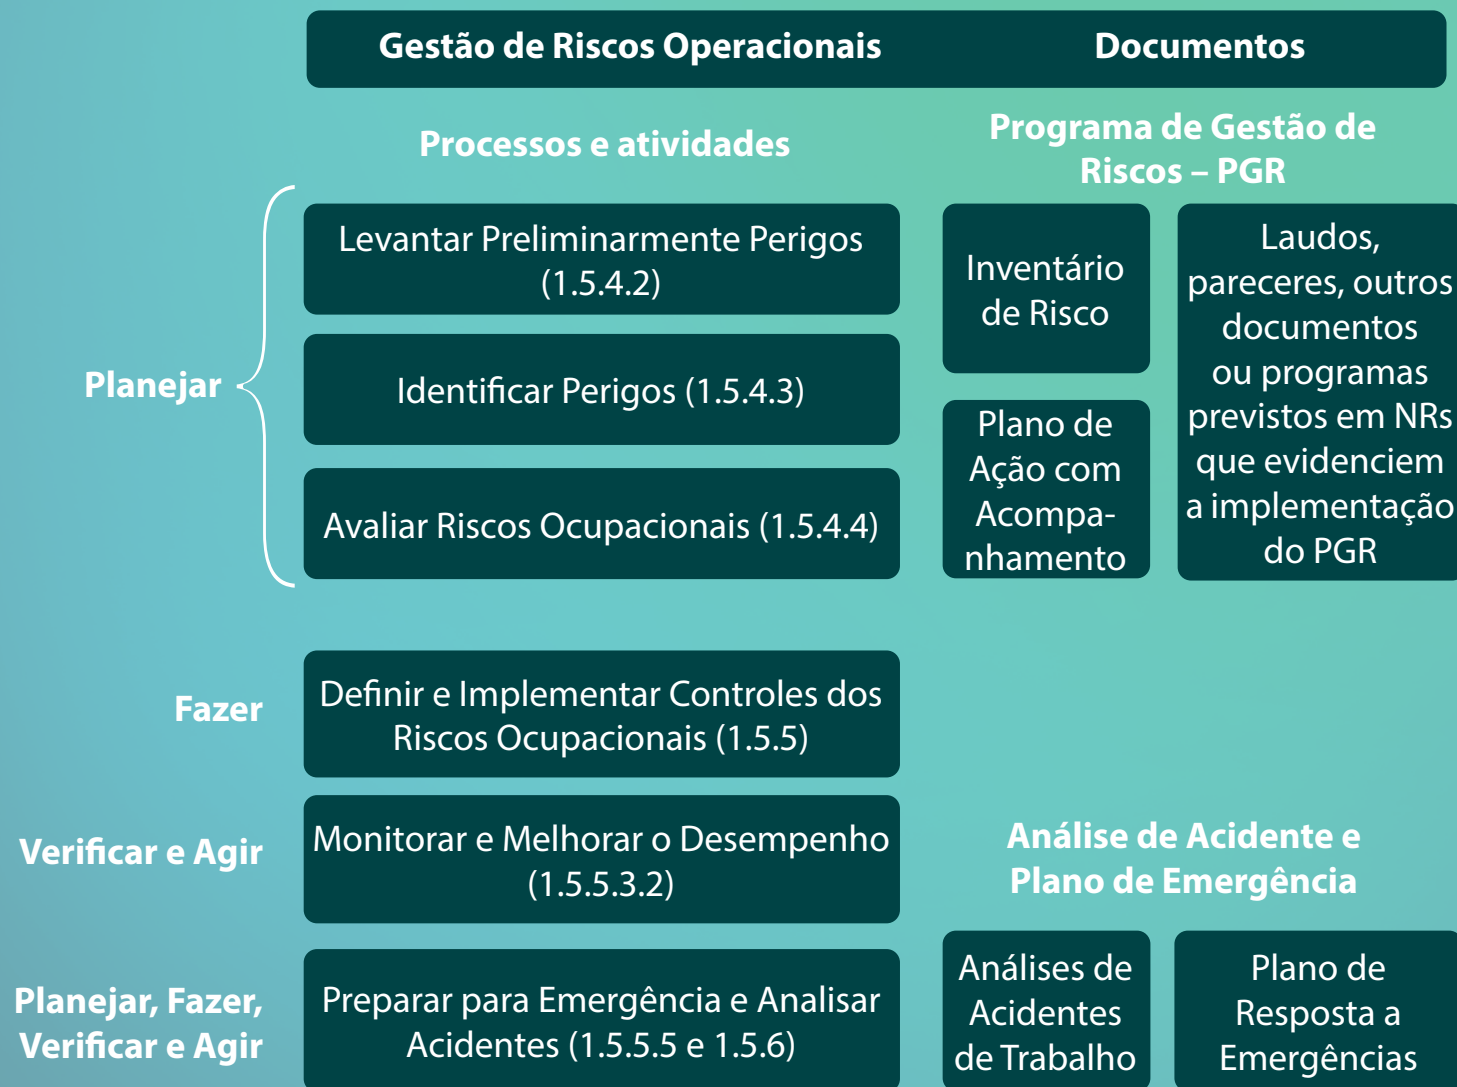 Gestão de Riscos Operacionais
Documentos
Processos e atividades
Programa de Gestão de
Riscos – PGR
Planejar
Levantar Preliminarmente Perigos
(1.5.4.2)
Identificar Perigos (1.5.4.3)
Avaliar Riscos Ocupacionais (1.5.4.4)
Inventário
de Risco
Plano de
Ação com
Acompa-
nhamento
Laudos,
pareceres, outros
documentos
ou programas
previstos em NRs
que evidenciem
a implementação
do PGR
Fazer
Definir e Implementar Controles dos
Riscos Ocupacionais (1.5.5)
Verificar e Agir
Monitorar e Melhorar o Desempenho
(1.5.5.3.2)
Análise de Acidente e
Plano de Emergência
Planejar, Fazer,
Verificar e Agir
Preparar para Emergência e Analisar
Acidentes (1.5.5.5 e 1.5.6)
Análises de
Acidentes
de Trabalho
Plano de
Resposta a
Emergências